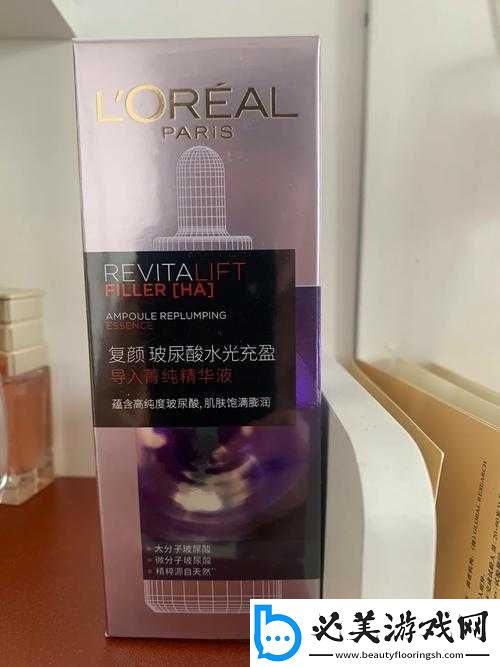 L'ORÉAL
PARIS
REVITALIFT
FILLER [HA]
AMPOULE REPLUMPING
ESSENCE
复颜 玻尿酸水光充盈
导入菁纯精华液
蕴含高纯度玻尿酸, 肌肤饱满膨润
• 大分子玻尿酸
• 微分子玻尿酸
• 精粹源自天然
GLOBAL RESEARCH
必美游戏网
www.beautyflooringsh.com